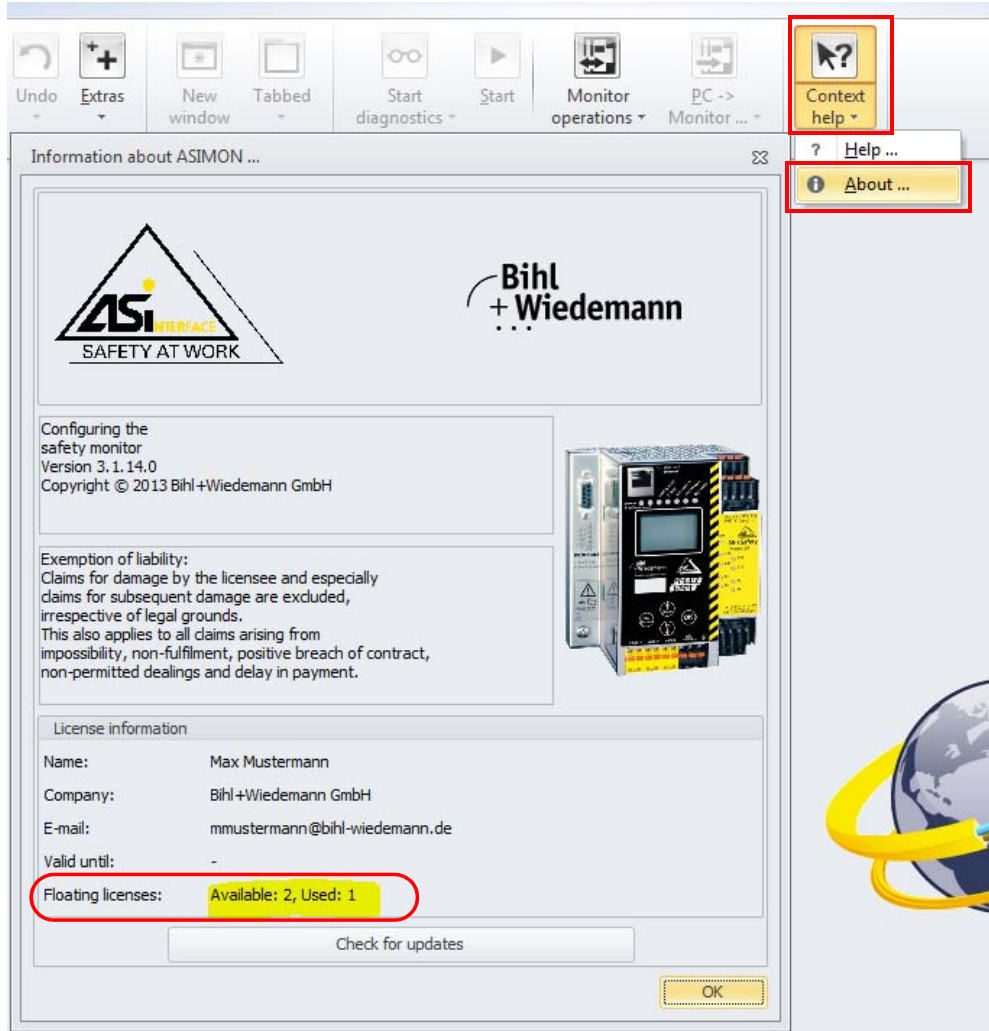 Undo
Extras
New
window
Tabbed
Start
diagnostics
Start
Monitor
operations
PC ->
Monitor ...
Context
help
? Help ...
About ...
Information about ASIMON ...
ASi INTERFACE
SAFETY AT WORK
Bihl
+ Wiedemann
Configuring the
safety monitor
Version 3.1.14.0
Copyright © 2013 Bihl+Wiedemann GmbH
Exemption of liability:
Claims for damage by the licensee and especially
claims for subsequent damage are excluded,
irrespective of legal grounds.
This also applies to all claims arising from
impossibility, non-fulfilment, positive breach of contract,
non-permitted dealings and delay in payment.
License information
Name: Max Mustermann
Company: Bihl+Wiedemann GmbH
E-mail: mmustermann@bihl-wiedemann.de
Valid until: -
Floating licenses: Available: 2, Used: 1
Check for updates
OK